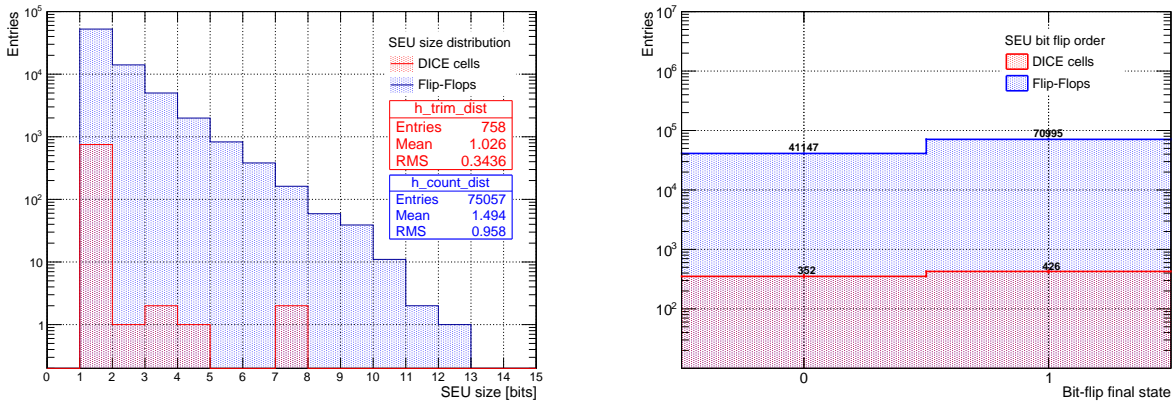 Entries
10^5
10^4
10^3
10^2
10
1
SEU size distribution
DICE cells
Flip-Flops
h_trim_dist
Entries 758
Mean 1.026
RMS 0.3436
h_count_dist
Entries 75057
Mean 1.494
RMS 0.958
0 1 2 3 4 5 6 7 8 9 10 11 12 13 14 15
SEU size [bits]
Entries
10^7
10^6
10^5
10^4
10^3
10^2
SEU bit flip order
DICE cells
Flip-Flops
41147
70995
352
426
0 1
Bit-flip final state